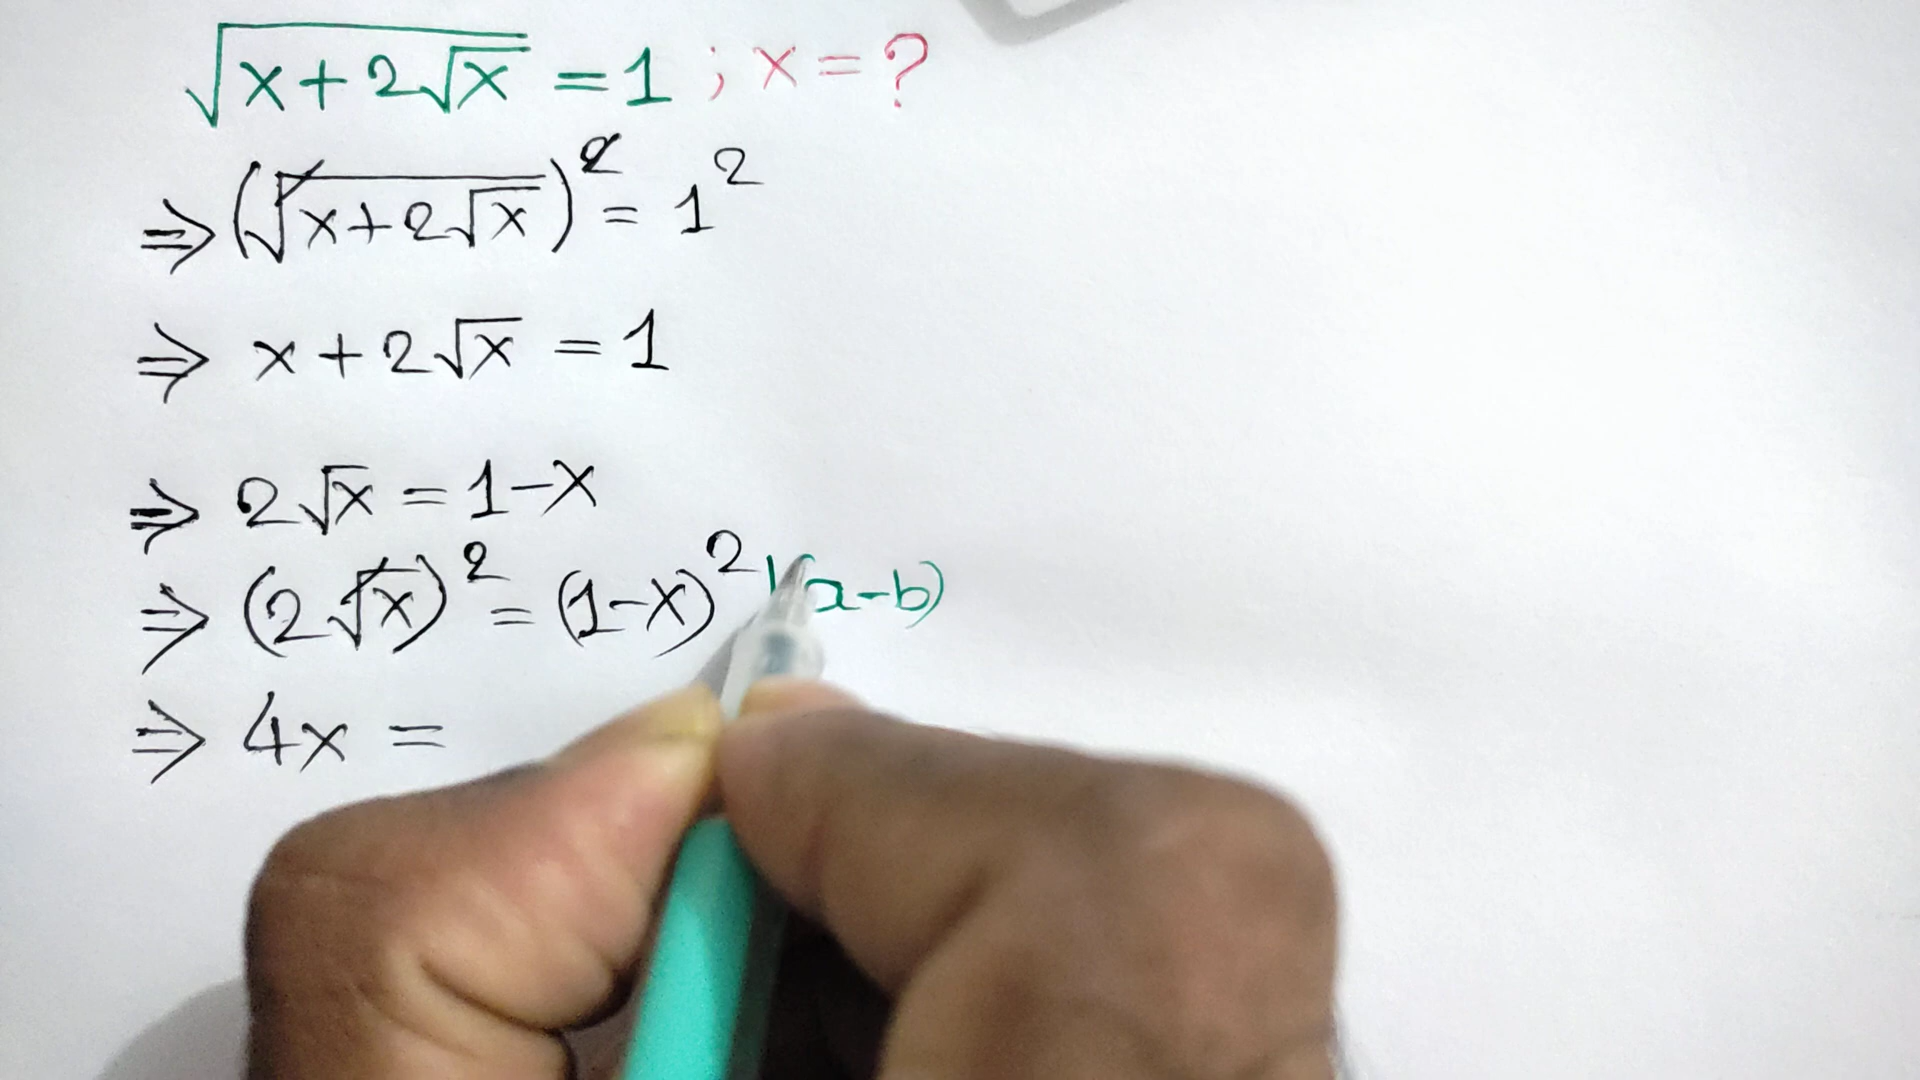 √(x+2√x) = 1 ; x = ?
⇒ (√(x+2√x))² = 1²
⇒ x + 2√x = 1
⇒ 2√x = 1-x
⇒ (2√x)² = (1-x)² (a-b)
⇒ 4x =